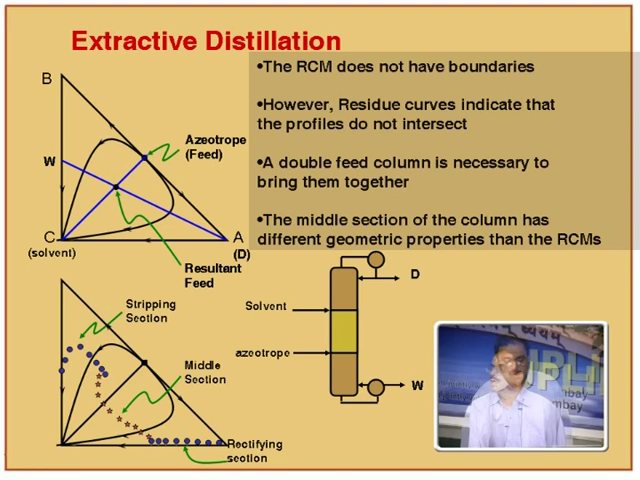 Extractive Distillation
•The RCM does not have boundaries
•However, Residue curves indicate that
the profiles do not intersect
•A double feed column is necessary to
bring them together
•The middle section of the column has
different geometric properties than the RCMs
B
Azeotrope
(Feed)
W
C
(solvent)
A
(D)
Resultant
Feed
Stripping
Section
Middle
Section
Rectifying
section
Solvent
azeotrope
D
W